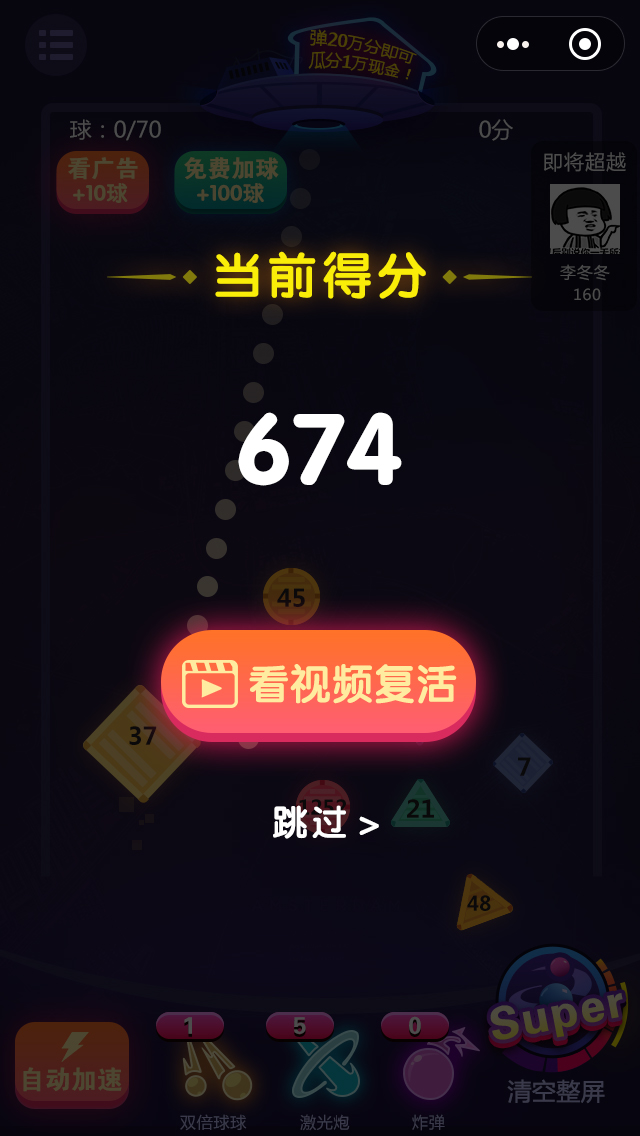 弹20万分即可
瓜分1万现金！
球：0/70
0分
看广告
+10球
免费加球
+100球
即将超越
李冬冬
160
当前得分
674
45
看视频复活
37
7
21
跳过 >
48
1
5
0
Super
自动加速
双倍球球
激光炮
炸弹
清空整屏